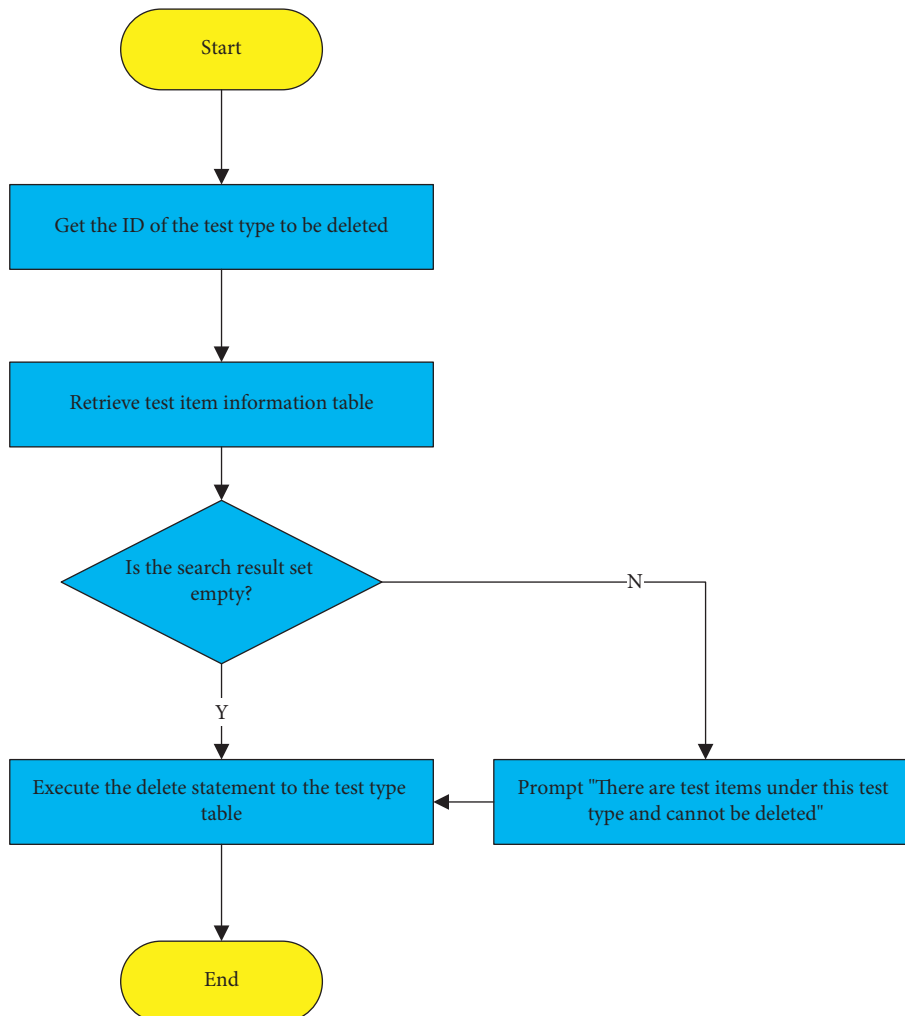 Start
Get the ID of the test type to be deleted
Retrieve test item information table
Is the search result set
empty?
N
Y
Execute the delete statement to the test type
table
Prompt "There are test items under this test
type and cannot be deleted"
End